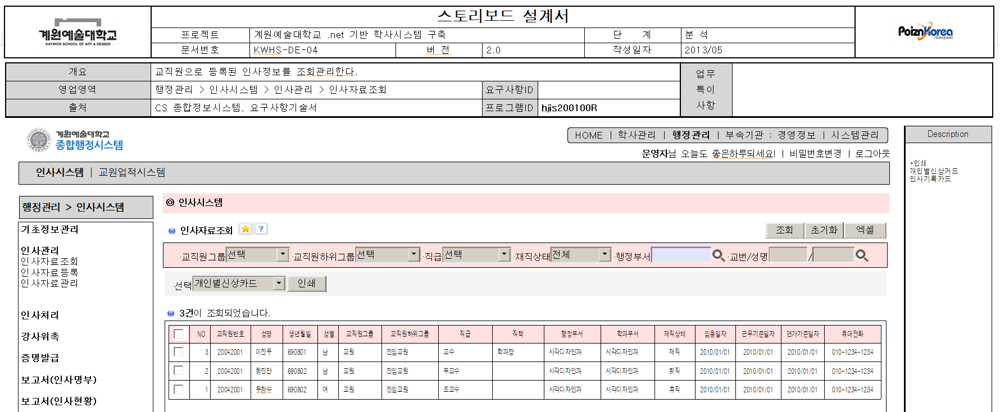 계원예술대학교
KAYWON SCHOOL OF ART & DESIGN
스토리보드 설계서
프로젝트 계원예술대학교 .net 기반 학사시스템 구축 단 계 분 석
문서번호 KWHS-DE-04 버 전 2.0 작성일자 2013/05
PoiznKorea
개요 교직원으로 등록된 인사정보를 조회관리한다.
영업영역 행정관리 > 인사시스템 > 인사관리 > 인사자료조회 요구사항ID
출처 CS 종합정보시스템, 요구사항기술서 프로그램ID hjis200100R
업무
특이
사항
계원예술대학교
종합행정시스템
HOME | 학사관리 | 행정관리 | 부속기관 : 경영정보 | 시스템관리
운영자님 오늘도 좋은하루되세요! | 비밀번호변경 | 로그아웃
인사시스템 | 교원업적시스템
행정관리 > 인사시스템
기초정보관리
인사관리
인사자료조회
인사자료등록
인사자료관리
인사처리
강사위촉
증명발급
보고서(인사명부)
보고서(인사현황)
◎ 인사시스템
인사자료조회 ?
조회 초기화 엑셀
·교직원그룹 선택 ·교직원하위그룹 선택 ·직급 선택 ·재직상태 전체 ·행정부서 ·교번/성명 /
·선택 개인별신상카드 인쇄
3건이 조회되었습니다.
NO 교직원번호 성명 생년월일 성별 교직원그룹 교직원하위그룹 직급 직책 행정부서 학과부서 재직상태 임용일자 근무기준일자 연가기준일자 휴대전화
3 20042001 이진우 690801 남 교원 전임교원 교수 학과장 시각디자인과 시각디자인과 재직 2010/01/01 2010/01/01 2010/01/01 010-1234-1234
2 20042001 황진만 690802 남 교원 전임교원 부교수 시각디자인과 시각디자인과 퇴직 2010/01/01 2010/01/01 2010/01/01 010-1234-1234
1 20042001 우창수 690802 여 교원 전임교원 조교수 시각디자인과 시각디자인과 휴직 2010/01/01 2010/01/01 2010/01/01 010-1234-1234
Description
*인쇄
개인별신상커드
인사기록카드